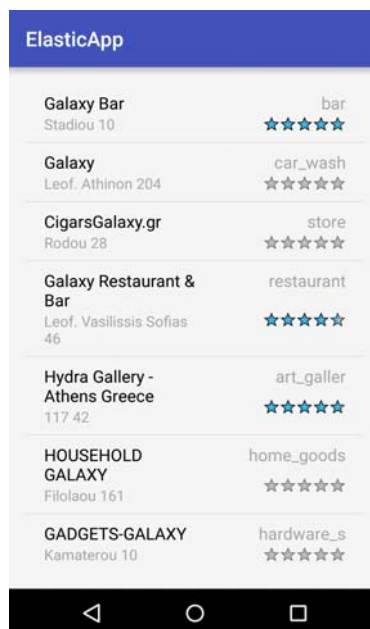 ElasticApp
Galaxy Bar
bar
Stadiou 10
Galaxy
car_wash
Leof. Athinon 204
CigarsGalaxy.gr
store
Rodou 28
Galaxy Restaurant &
restaurant
Bar
Leof. Vasilissis Sofias
46
Hydra Gallery -
art_galler
Athens Greece
117 42
HOUSEHOLD
home_goods
GALAXY
Filolaou 161
GADGETS-GALAXY
hardware_s
Kamaterou 10